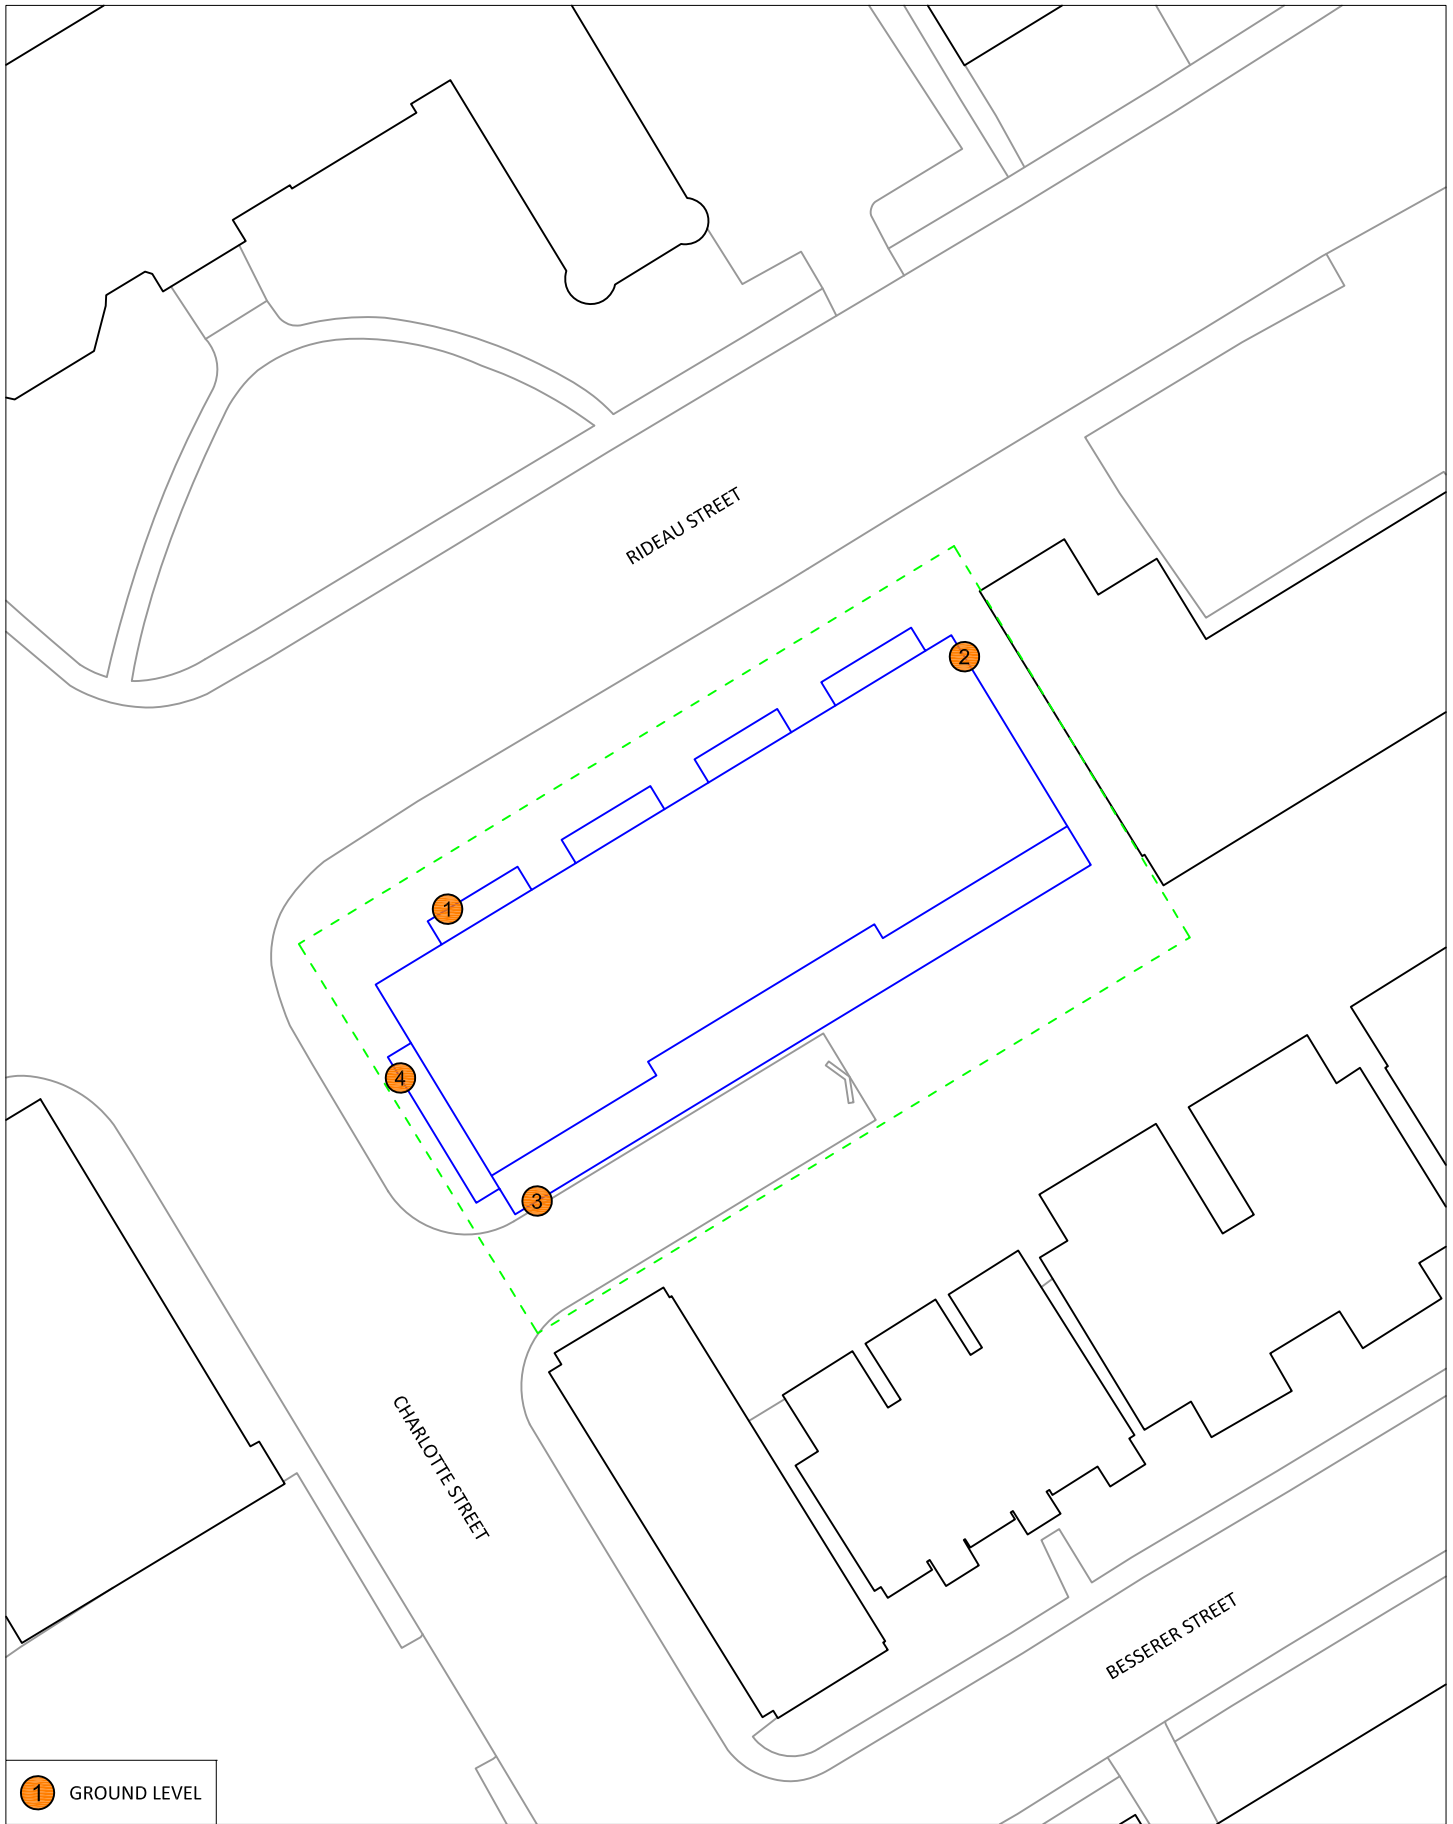 RIDEAU STREET
2
1
4
3
CHARLOTTE STREET
BESSERER STREET
1 GROUND LEVEL